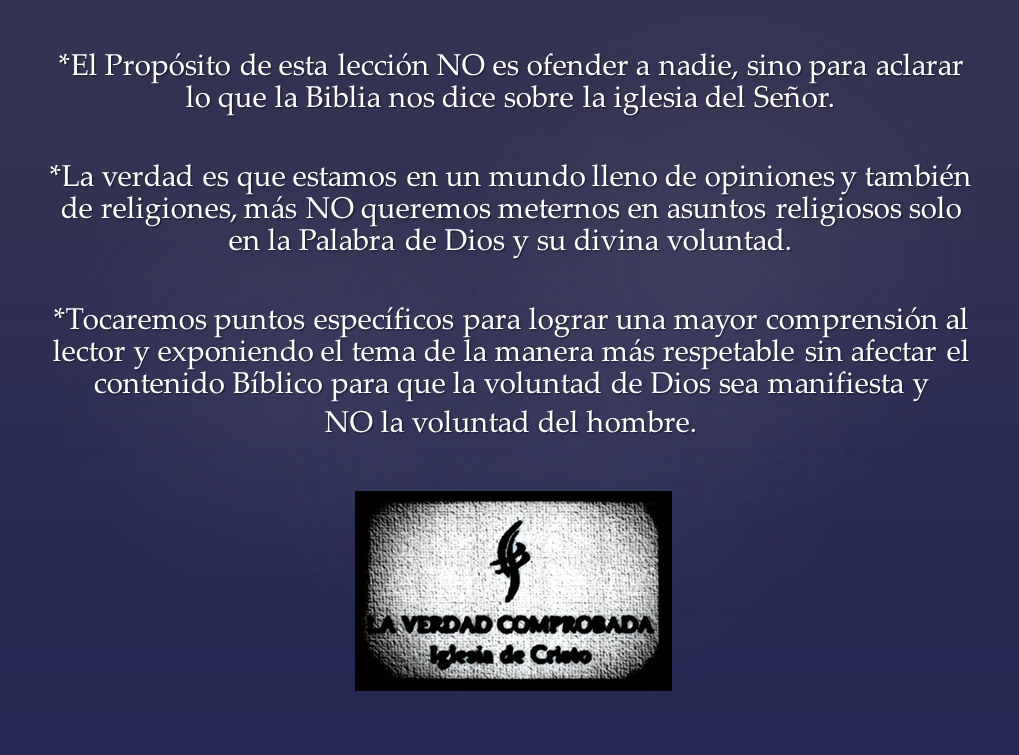 *El Propósito de esta lección NO es ofender a nadie, sino para aclarar
lo que la Biblia nos dice sobre la iglesia del Señor.
*La verdad es que estamos en un mundo lleno de opiniones y también
de religiones, más NO queremos meternos en asuntos religiosos solo
en la Palabra de Dios y su divina voluntad.
*Tocaremos puntos específicos para lograr una mayor comprensión al
lector y exponiendo el tema de la manera más respetable sin afectar el
contenido Bíblico para que la voluntad de Dios sea manifiesta y
NO la voluntad del hombre.
LA VERDAD COMPROBADA
Iglesia de Cristo